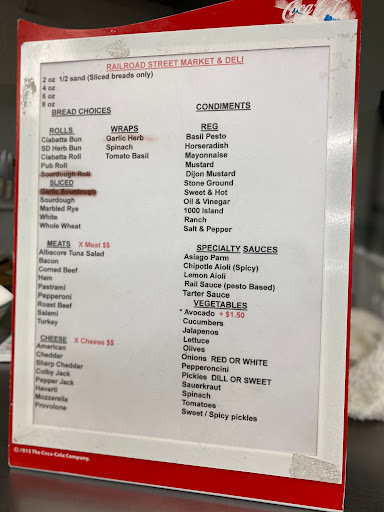 Coca-
RAILROAD STREET MARKET & DELI
2 oz 1/2 sand (Sliced breads only)
4 oz
6 oz
8 oz
BREAD CHOICES
ROLLS
Ciabatta Bun
SD Herb Bun
Ciabatta Roll
Pub Roll
Sourdough Roll
SLICED
Garlic Sourdough
Sourdough
Marbled Rye
White
Whole Wheat
WRAPS
Garlic Herb
Spinach
Tomato Basil
MEATS X Meat $$
Albacore Tuna Salad
Bacon
Corned Beef
Ham
Pastrami
Pepperoni
Roast Beef
Salami
Turkey
CHEESE X Cheese $$
American
Cheddar
Sharp Cheddar
Colby Jack
Pepper Jack
Havarti
Mozzerella
Provolone
CONDIMENTS
REG
Basil Pesto
Horseradish
Mayonnaise
Mustard
Dijon Mustard
Stone Ground
Sweet & Hot
Oil & Vinegar
1000 Island
Ranch
Salt & Pepper
SPECIALTY SAUCES
Asiago Parm
Chipotle Aioli (Spicy)
Lemon Aioli
Rail Sauce (pesto Based)
Tarter Sauce
VEGETABLES
* Avocado + $1.50
Cucumbers
Jalapenos
Lettuce
Olives
Onions RED OR WHITE
Pepperoncini
Pickles DILL OR SWEET
Sauerkraut
Spinach
Tomatoes
Sweet / Spicy pickles
The Coca-Cola Company.